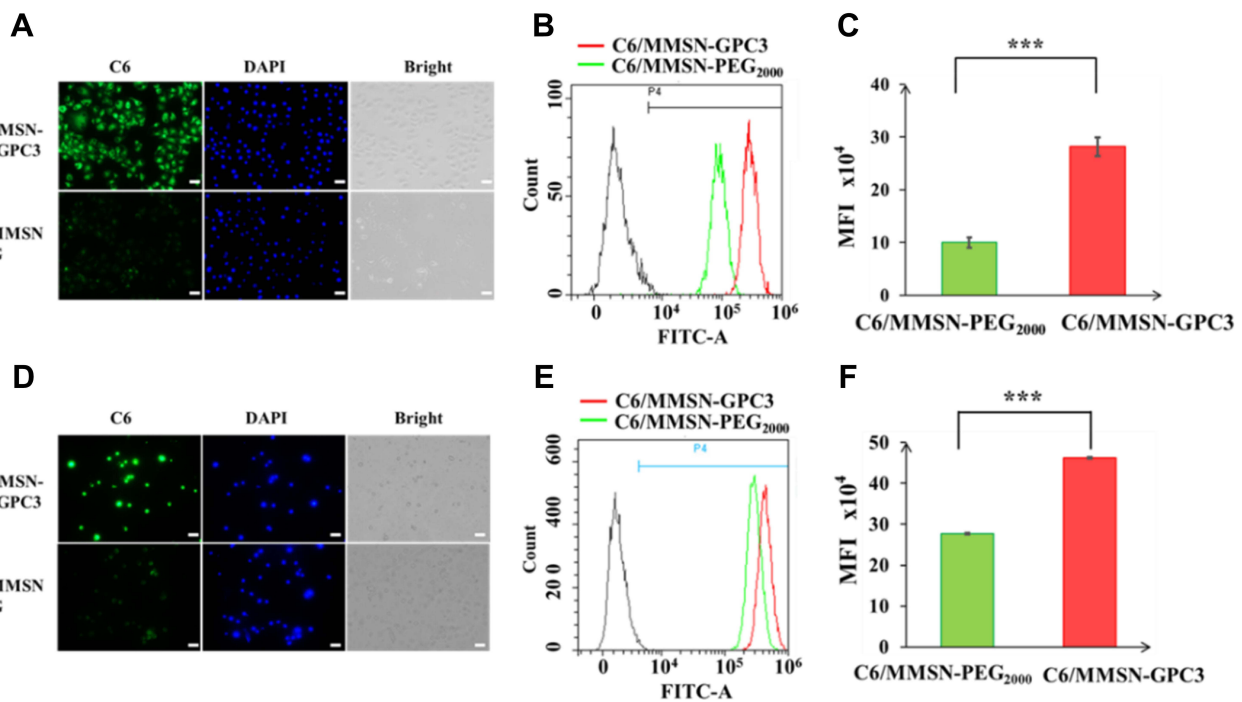 A
C6 DAPI Bright
MMSN-
GPC3
MMSN
B
C6/MMSN-GPC3
C6/MMSN-PEG2000
P4
100
50
0
Count
0 10^4 10^5 10^6
FITC-A
C
***
40
30
20
10
0
MFI x10^4
C6/MMSN-PEG2000 C6/MMSN-GPC3
D
C6 DAPI Bright
MMSN-
GPC3
MMSN
E
C6/MMSN-GPC3
C6/MMSN-PEG2000
P4
600
400
200
0
Count
0 10^4 10^5 10^6
FITC-A
F
***
50
40
30
20
10
0
MFI x10^4
C6/MMSN-PEG2000 C6/MMSN-GPC3